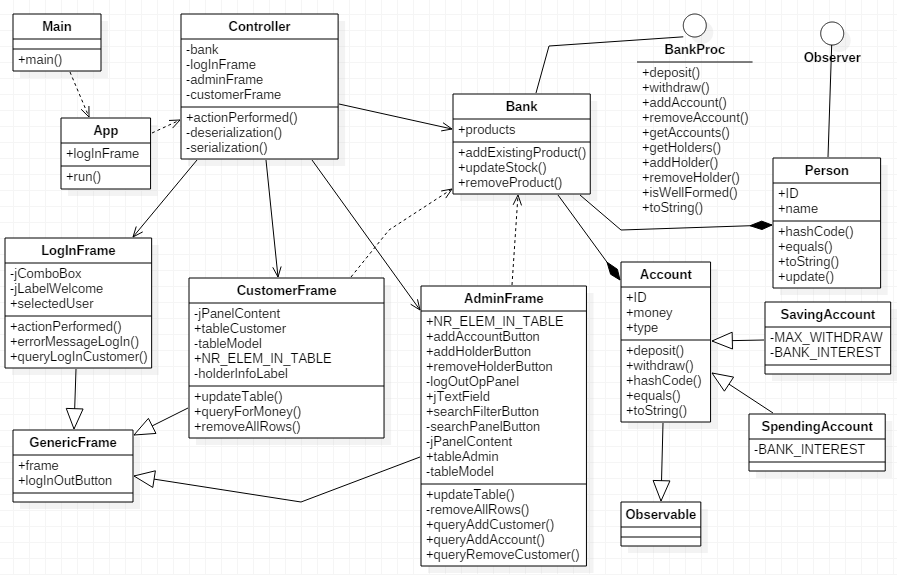 Main
+main()
App
+logInFrame
+run()
Controller
-bank
-logInFrame
-adminFrame
-customerFrame
+actionPerformed()
-deserialization()
-serialization()
Bank
+products
+addExistingProduct()
+updateStock()
+removeProduct()
BankProc
+deposit()
+withdraw()
+addAccount()
+removeAccount()
+getAccounts()
+getHolders()
+addHolder()
+removeHolder()
+isWellFormed()
+toString()
Observer
Person
+ID
+name
+hashCode()
+equals()
+toString()
+update()
LogInFrame
-jComboBox
-jLabelWelcome
+selectedUser
+actionPerformed()
+errorMessageLogIn()
+queryLogInCustomer()
CustomerFrame
-jPanelContent
+tableCustomer
-tableModel
+NR_ELEM_IN_TABLE
-holderInfoLabel
+updateTable()
+queryForMoney()
+removeAllRows()
AdminFrame
+NR_ELEM_IN_TABLE
+addAccountButton
+addHolderButton
+removeHolderButton
-logOutOpPanel
+jTextField
+searchFilterButton
-searchPanelButton
-jPanelContent
+tableAdmin
-tableModel
+updateTable()
-removeAllRows()
+queryAddCustomer()
+queryAddAccount()
+queryRemoveCustomer()
Account
+ID
+money
+type
+deposit()
+withdraw()
+hashCode()
+equals()
+toString()
SavingAccount
-MAX_WITHDRAW
-BANK_INTEREST
SpendingAccount
-BANK_INTEREST
GenericFrame
+frame
+logInOutButton
Observable